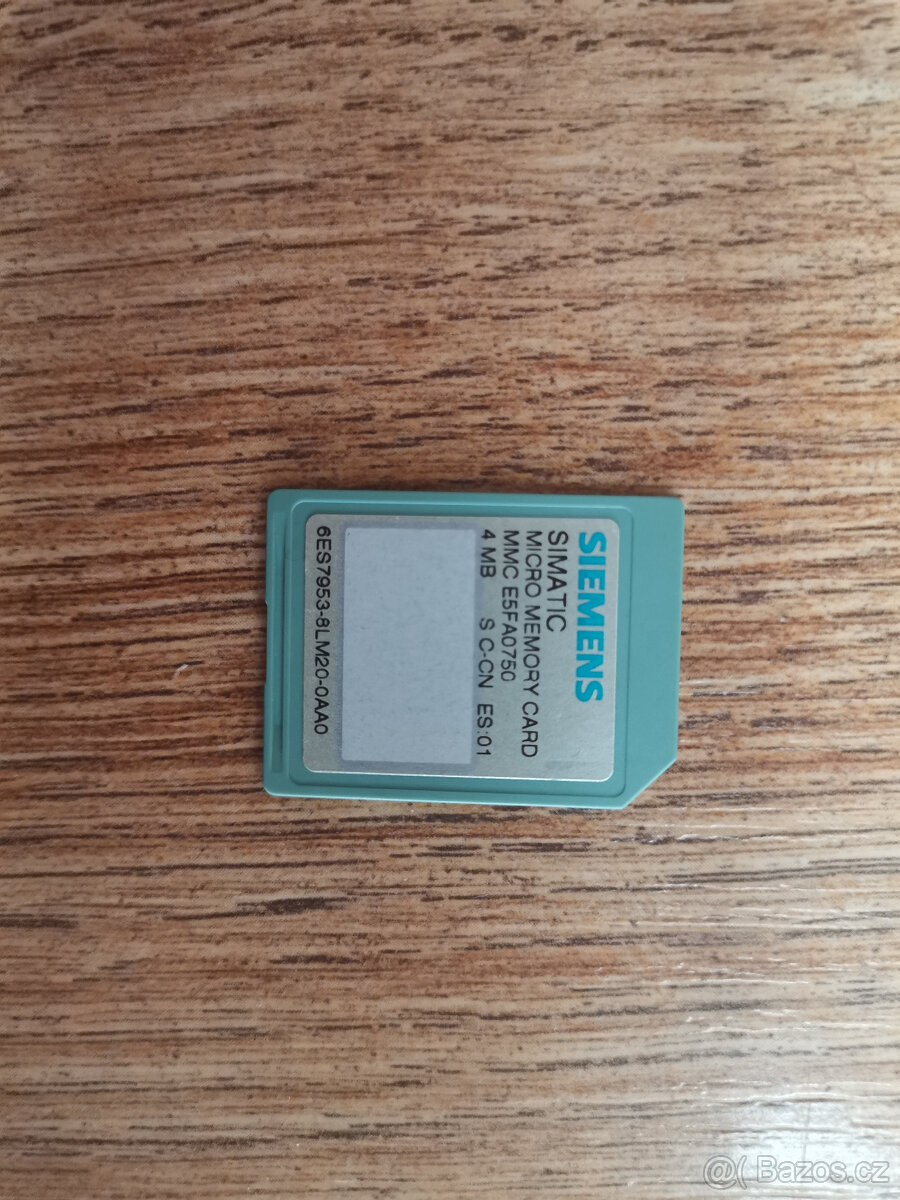 SIEMENS
SIMATIC
MICRO MEMORY CARD
MMC E5FA0750
4 MB S C-CN ES:01
6ES7953-8LM20-0AA0
@( Bazos.cz